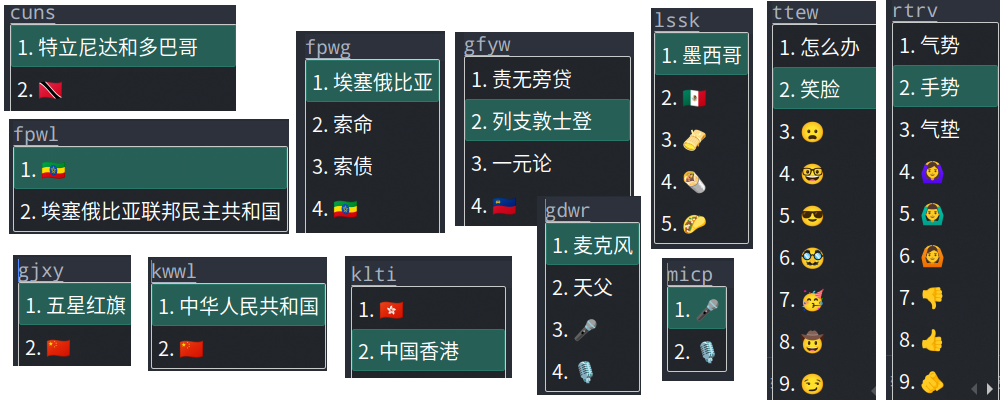 cuns
1. 特立尼达和多巴哥
2. 🇹🇹
fpwl
1. 🇪🇹
2. 埃塞俄比亚联邦民主共和国
fpwg
1. 埃塞俄比亚
2. 索命
3. 索债
4. 🇪🇹
gfyw
1. 责无旁贷
2. 列支敦士登
3. 一元论
4. 🇱🇮
lssk
1. 墨西哥
2. 🇲🇽
3. 🫔
4. 🌯
5. 🌮
ttew
1. 怎么办
2. 笑脸
3. 😦
4. 🤓
5. 😎
6. 🥸
7. 🥳
8. 🤠
9. 😏
rtrv
1. 气势
2. 手势
3. 气垫
4. 🙆‍♀️
5. 🙆‍♂️
6. 🙆
7. 👎
8. 👍
9. 🫵
gjxy
1. 五星红旗
2. 🇨🇳
kwwl
1. 中华人民共和国
2. 🇨🇳
klti
1. 🇭🇰
2. 中国香港
gdwr
1. 麦克风
2. 天父
3. 🎤
4. 🎙️
micp
1. 🎤
2. 🎙️